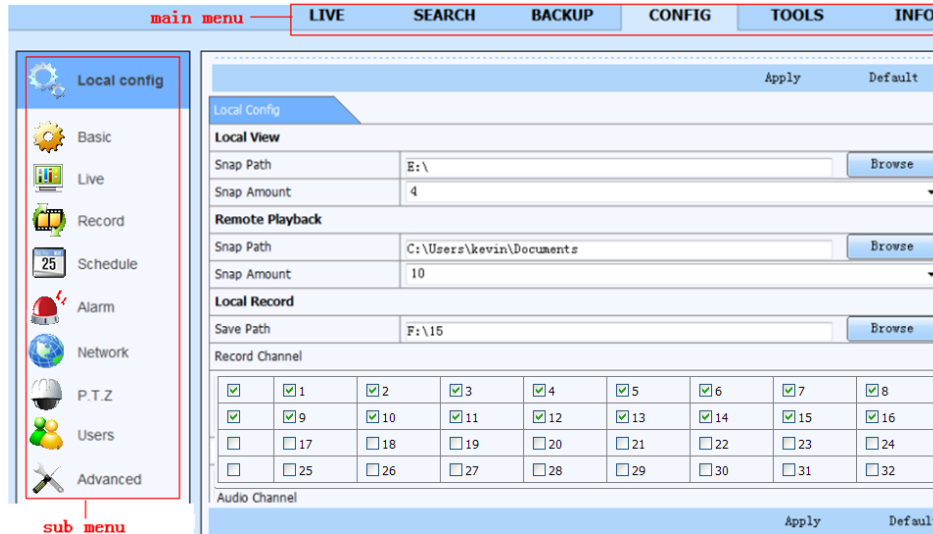 main menu
LIVE SEARCH BACKUP CONFIG TOOLS INFO
Local config
Basic
Live
Record
25
Schedule
Alarm
Network
P.T.Z
Users
Advanced
sub menu
Apply Default
Local Config
Local View
Snap Path E:\ Browse
Snap Amount 4
Remote Playback
Snap Path C:\Users\kevin\Documents Browse
Snap Amount 10
Local Record
Save Path F:\15 Browse
Record Channel
1 2 3 4 5 6 7 8
9 10 11 12 13 14 15 16
17 18 19 20 21 22 23 24
25 26 27 28 29 30 31 32
Audio Channel
Apply Defaul